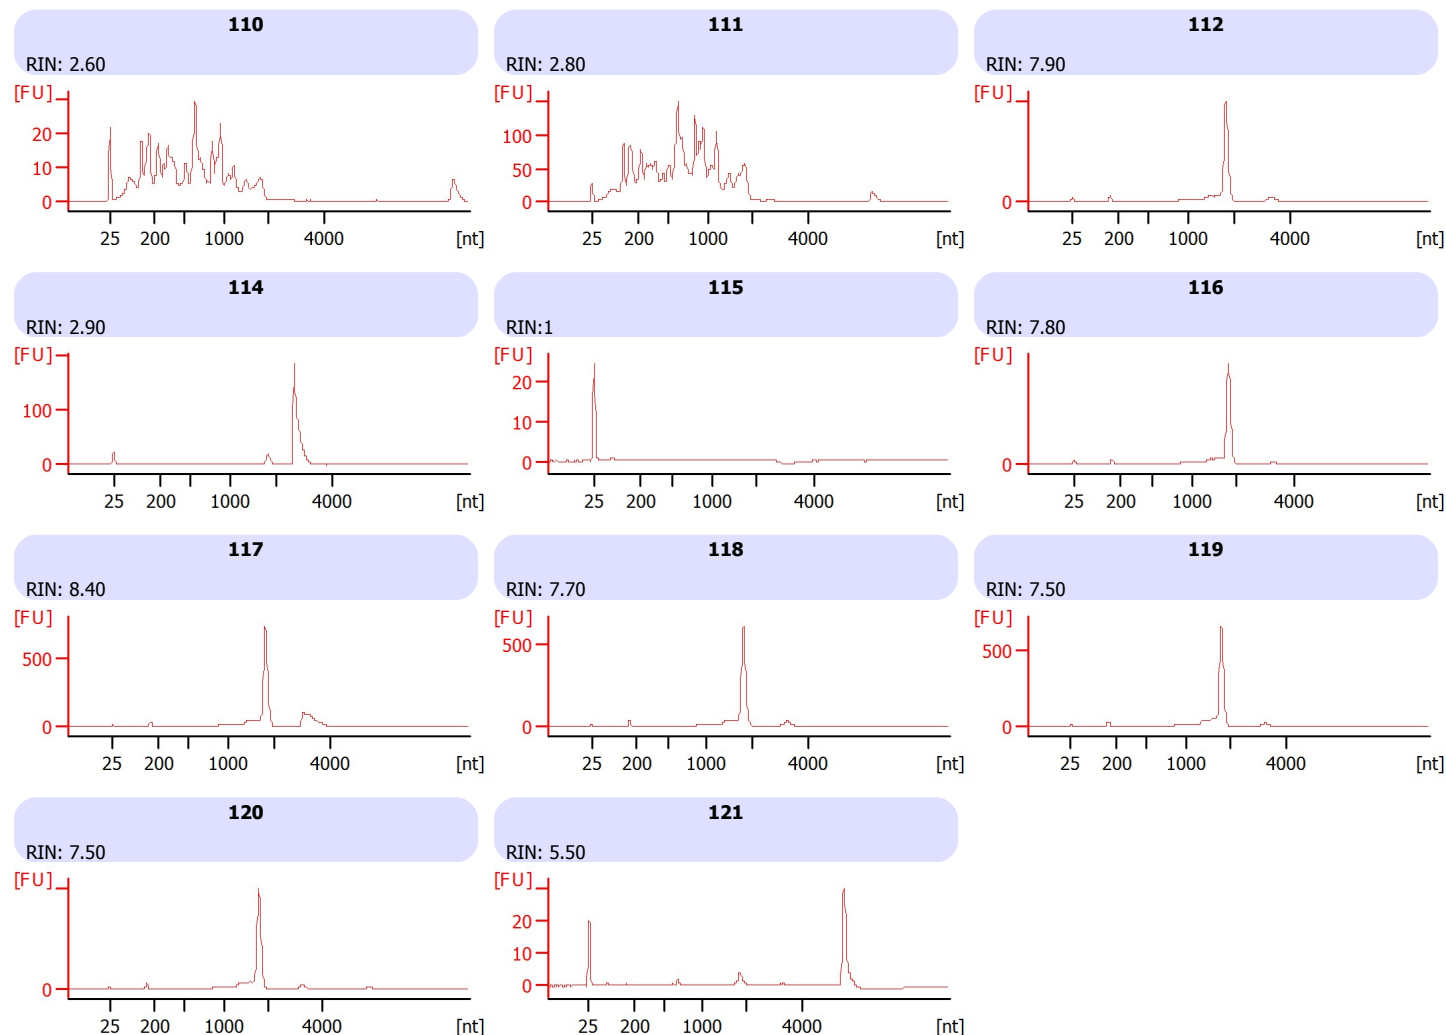 110
RIN: 2.60
[FU]
20
10
0
25 200 1000 4000 [nt]
111
RIN: 2.80
[FU]
100
50
0
25 200 1000 4000 [nt]
112
RIN: 7.90
[FU]
0
25 200 1000 4000 [nt]
114
RIN: 2.90
[FU]
100
0
25 200 1000 4000 [nt]
115
RIN:1
[FU]
20
10
0
25 200 1000 4000 [nt]
116
RIN: 7.80
[FU]
0
25 200 1000 4000 [nt]
117
RIN: 8.40
[FU]
500
0
25 200 1000 4000 [nt]
118
RIN: 7.70
[FU]
500
0
25 200 1000 4000 [nt]
119
RIN: 7.50
[FU]
500
0
25 200 1000 4000 [nt]
120
RIN: 7.50
[FU]
0
25 200 1000 4000 [nt]
121
RIN: 5.50
[FU]
20
10
0
25 200 1000 4000 [nt]